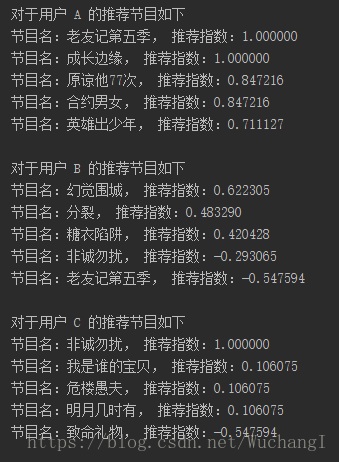 对于用户 A 的推荐节目如下
节目名：老友记第五季， 推荐指数：1.000000
节目名：成长边缘， 推荐指数：1.000000
节目名：原谅他77次， 推荐指数：0.847216
节目名：合约男女， 推荐指数：0.847216
节目名：英雄出少年， 推荐指数：0.711127
对于用户 B 的推荐节目如下
节目名：幻觉围城， 推荐指数：0.622305
节目名：分裂， 推荐指数：0.483290
节目名：糖衣陷阱， 推荐指数：0.420428
节目名：非诚勿扰， 推荐指数：-0.293065
节目名：老友记第五季， 推荐指数：-0.547594
对于用户 C 的推荐节目如下
节目名：非诚勿扰， 推荐指数：1.000000
节目名：我是谁的宝贝， 推荐指数：0.106075
节目名：危楼愚夫， 推荐指数：0.106075
节目名：明月几时有， 推荐指数：0.106075
节目名：致命礼物， 推荐指数：-0.547594
https://blog.csdn.net/WuchangI